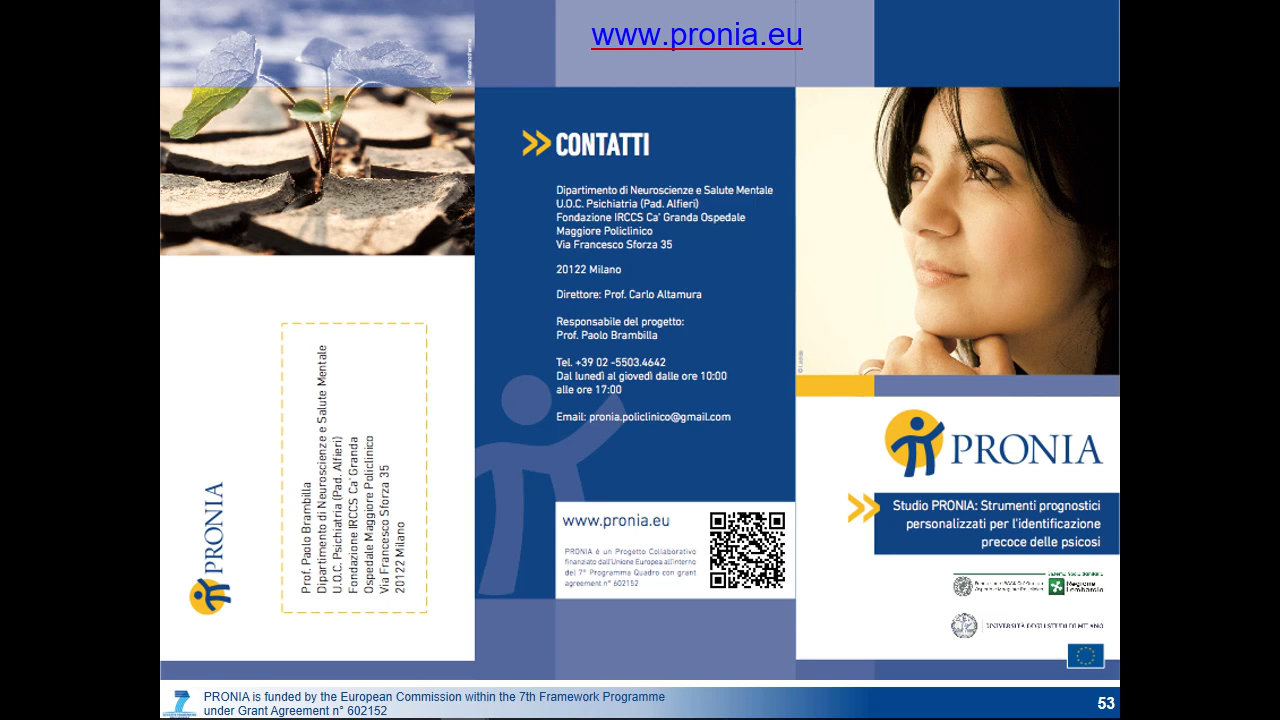 www.pronia.eu
CONTATTI
Dipartimento di Neuroscienze e Salute Mentale
U.O.C. Psichiatria (Pad. Alfieri)
Fondazione IRCCS Ca' Granda Ospedale
Maggiore Policlinico
Via Francesco Sforza 35
20122 Milano
Direttore: Prof. Carlo Altamura
Responsabile del progetto:
Prof. Paolo Brambilla
Tel. +39 02 -5503.4642
Dal lunedì al giovedì dalle ore 10:00
alle ore 17:00
Email: pronia.policlinico@gmail.com
www.pronia.eu
PRONIA è un Progetto Collaborativo
finanziato dall'Unione Europea all'interno
del 7° Programma Quadro con grant
agreement n° 602152
PRONIA
Prof. Paolo Brambilla
Dipartimento di Neuroscienze e Salute Mentale
U.O.C. Psichiatria (Pad. Alfieri)
Fondazione IRCCS Ca' Granda
Ospedale Maggiore Policlinico
Via Francesco Sforza 35
20122 Milano
PRONIA
Studio PRONIA: Strumenti prognostici
personalizzati per l'identificazione
precoce delle psicosi
Regione
Lombardia
UNIVERSITÀ DEGLI STUDI DI MILANO
PRONIA is funded by the European Commission within the 7th Framework Programme
under Grant Agreement n° 602152
53